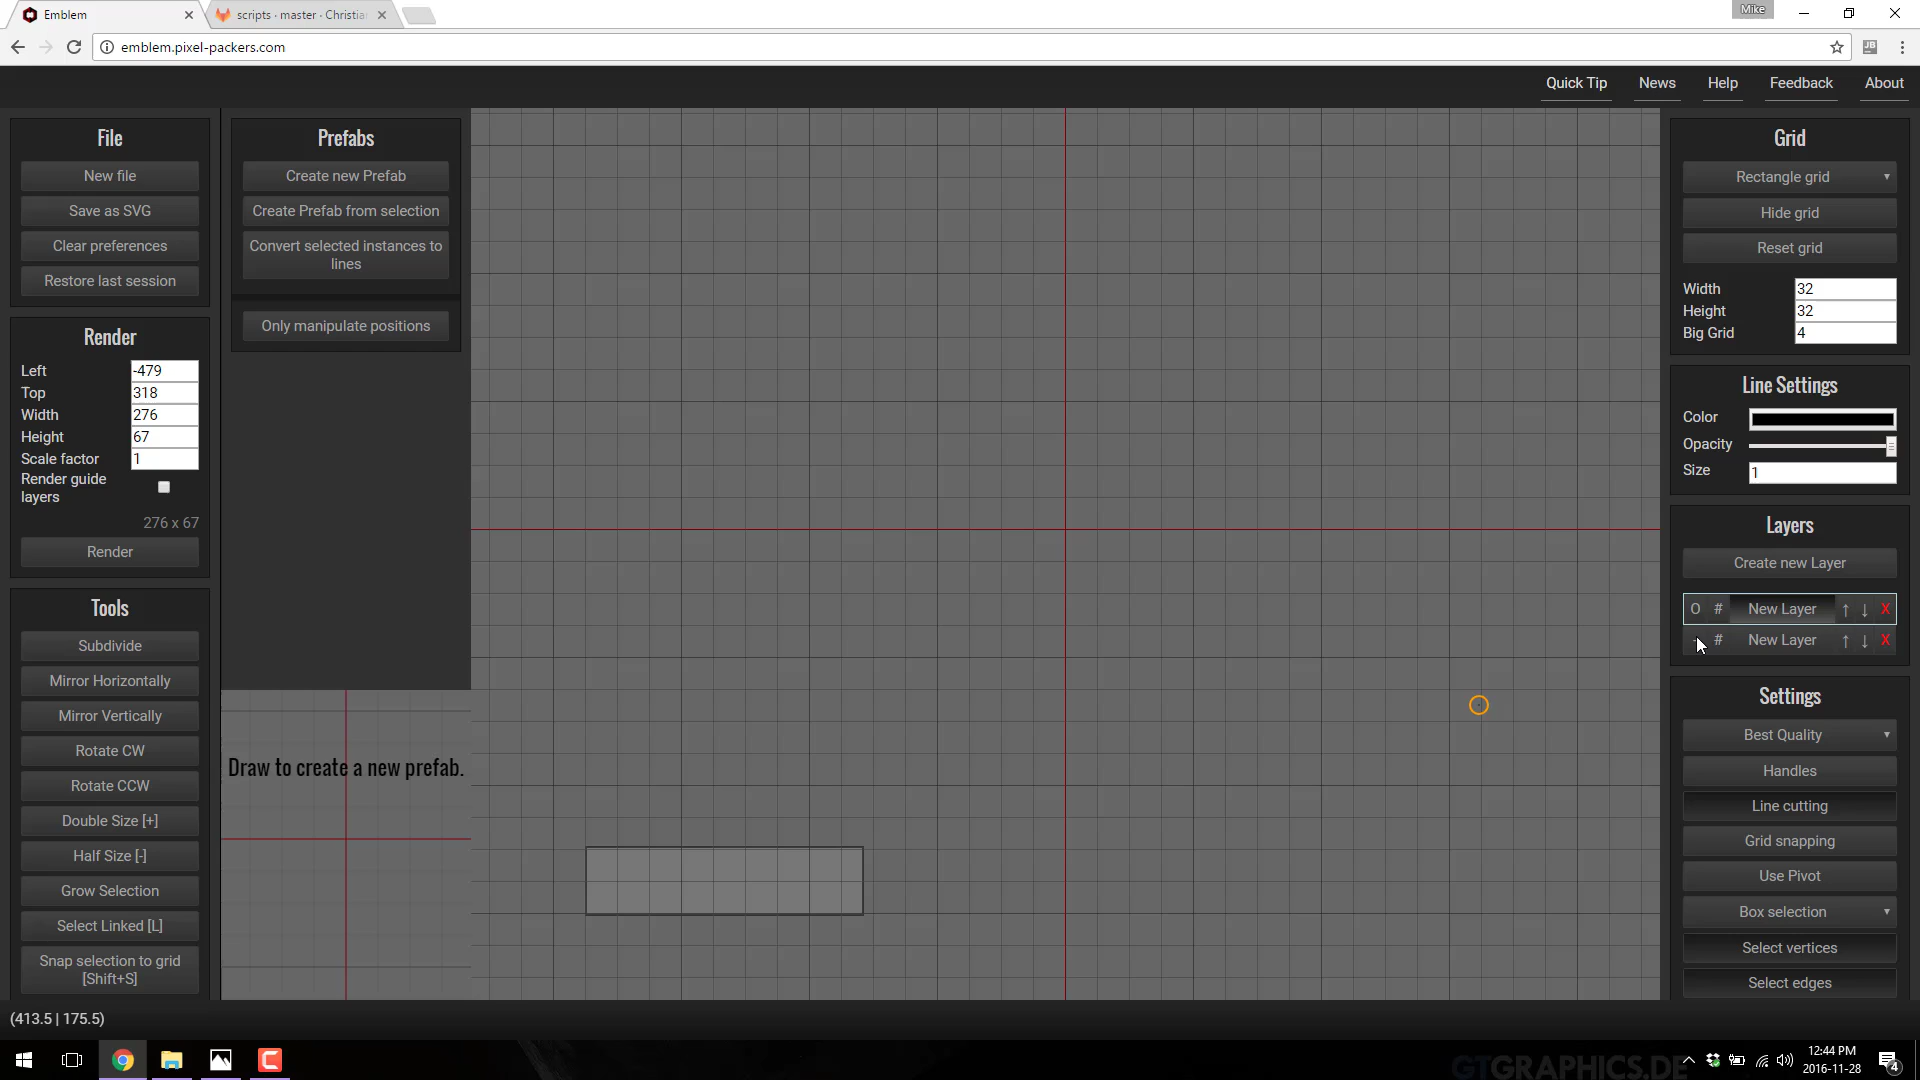 Emblem
scripts · master · Christia
Mike
emblem.pixel-packers.com
JB
Quick Tip
News
Help
Feedback
About
File
New file
Save as SVG
Clear preferences
Restore last session
Render
Left -479
Top 318
Width 276
Height 67
Scale factor 1
Render guide
layers
276 x 67
Render
Tools
Subdivide
Mirror Horizontally
Mirror Vertically
Rotate CW
Rotate CCW
Double Size [+]
Half Size [-]
Grow Selection
Select Linked [L]
Snap selection to grid
[Shift+S]
Prefabs
Create new Prefab
Create Prefab from selection
Convert selected instances to
lines
Only manipulate positions
Draw to create a new prefab.
Grid
Rectangle grid
Hide grid
Reset grid
Width 32
Height 32
Big Grid 4
Line Settings
Color
Opacity
Size 1
Layers
Create new Layer
O # New Layer ↑ ↓ X
# New Layer ↑ ↓ X
Settings
Best Quality
Handles
Line cutting
Grid snapping
Use Pivot
Box selection
Select vertices
Select edges
(413.5 | 175.5)
GTGRAPHICS.DE
12:44 PM
2016-11-28
4